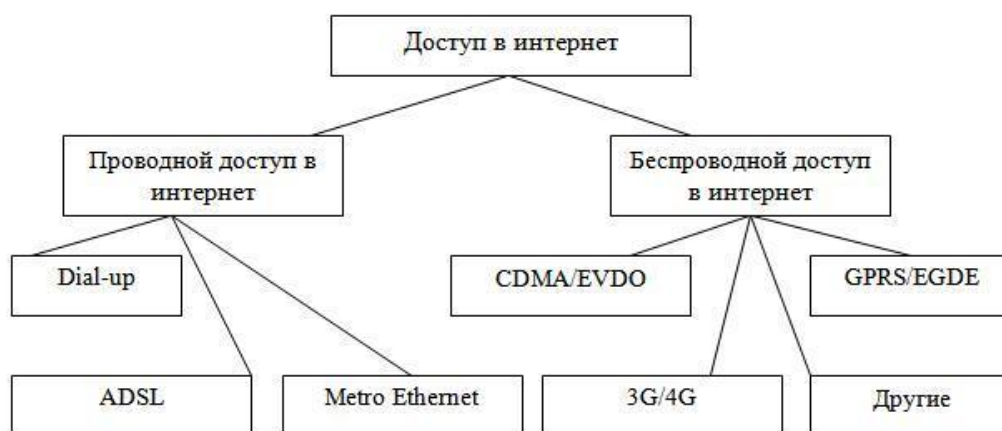 Доступ в интернет
Проводной доступ в
интернет
Беспроводной доступ
в интернет
Dial-up
CDMA/EVDO
GPRS/EGDE
ADSL
Metro Ethernet
3G/4G
Другие